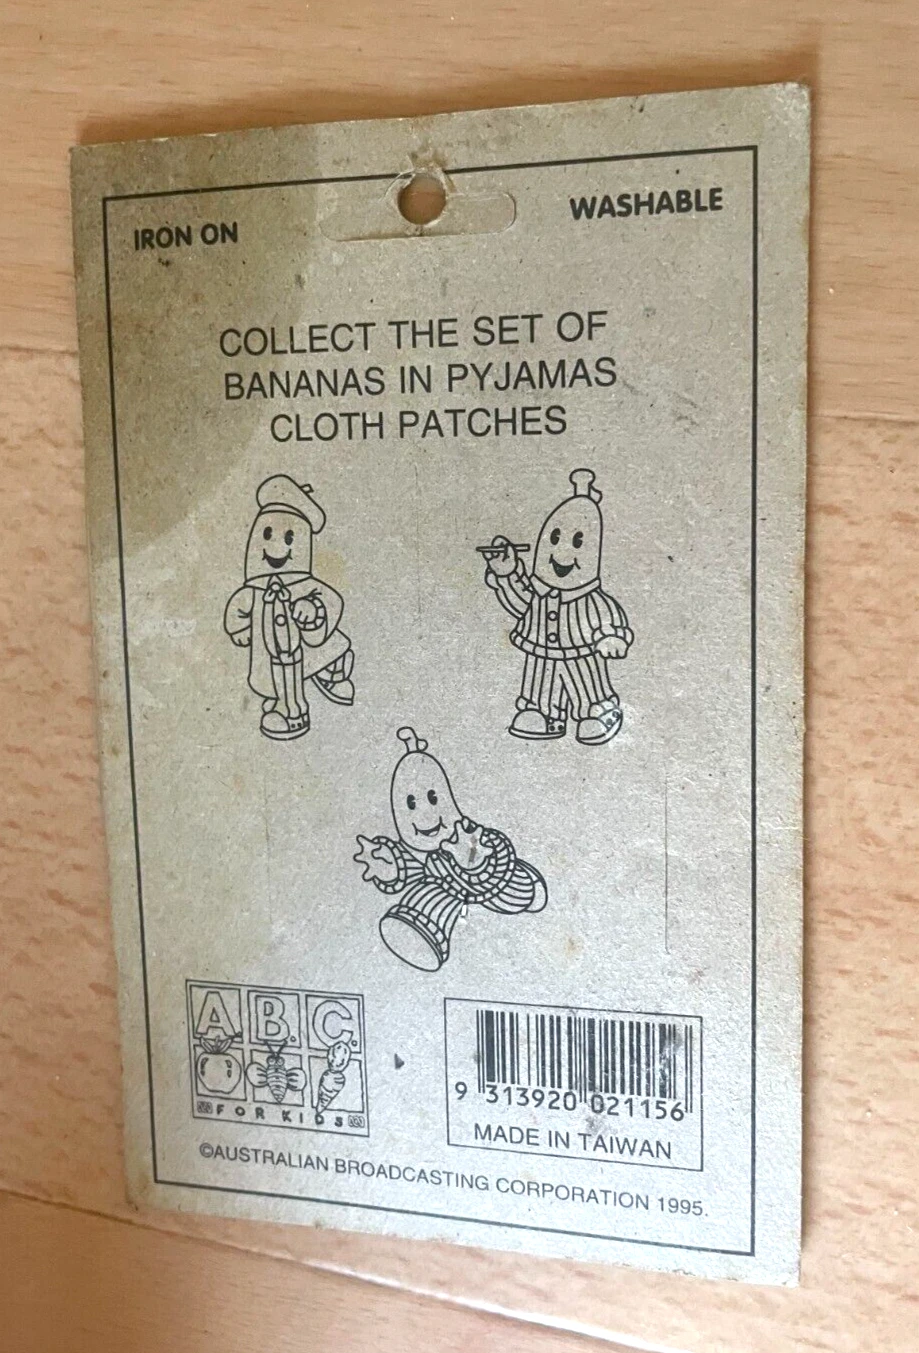 IRON ON
WASHABLE
COLLECT THE SET OF
BANANAS IN PYJAMAS
CLOTH PATCHES
A.B.C.
FOR KIDS
9 313920 021156
MADE IN TAIWAN
©AUSTRALIAN BROADCASTING CORPORATION 1995.